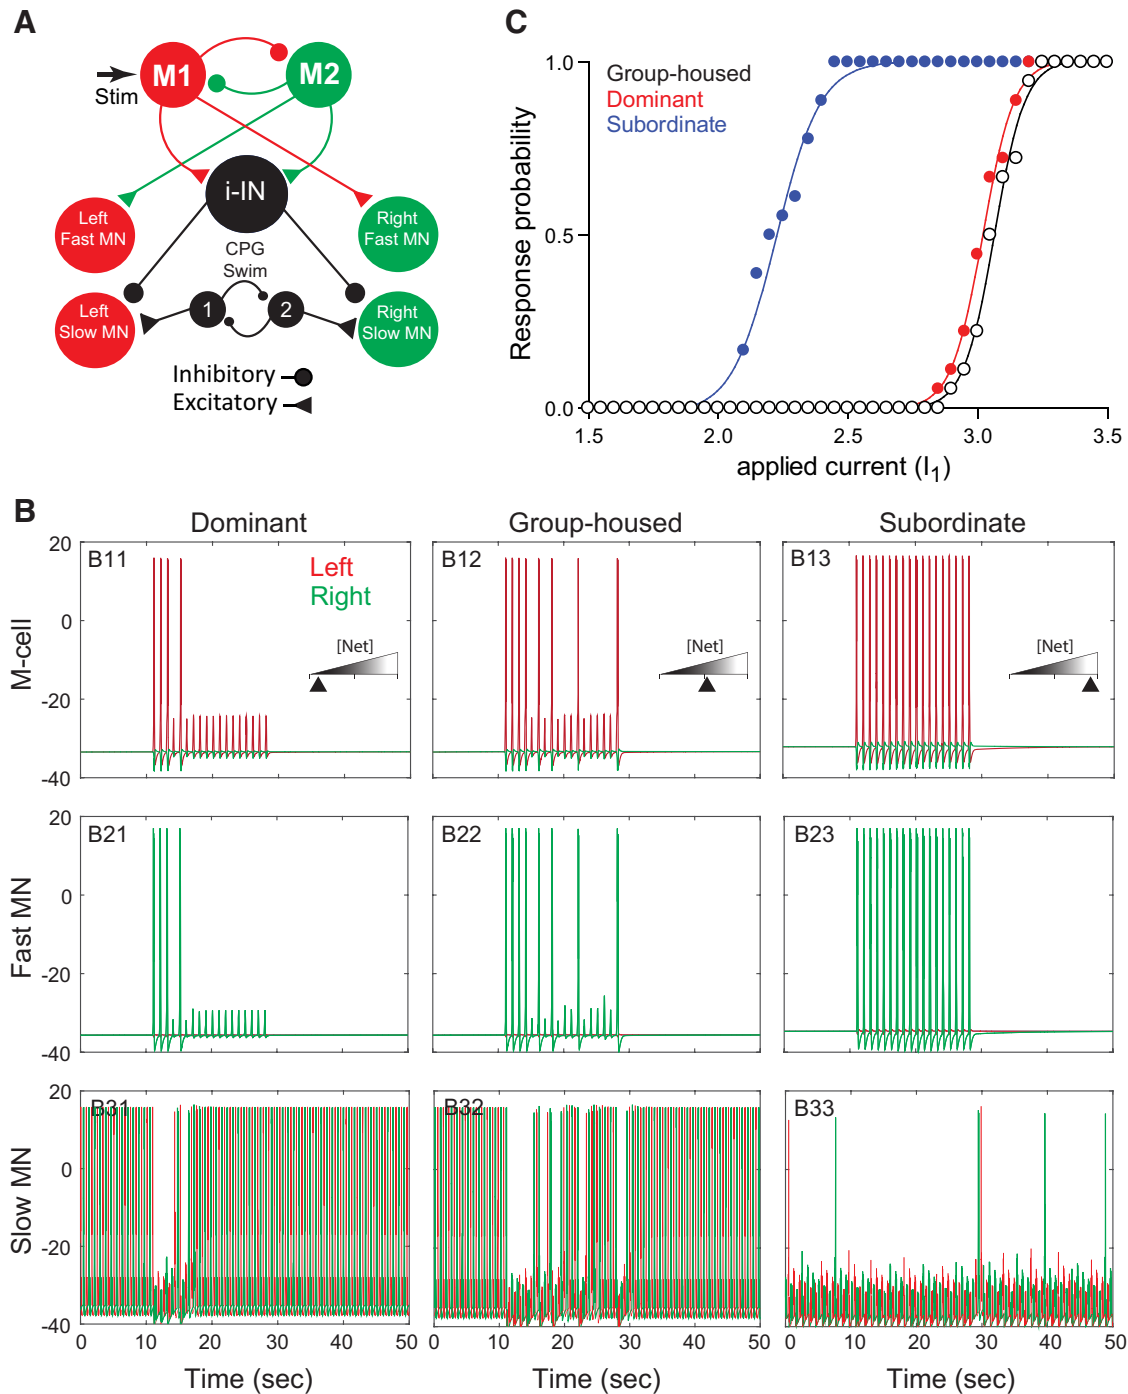 A
M1
M2
Stim
i-IN
Left
Fast MN
Right
Fast MN
CPG
Swim
1
2
Left
Slow MN
Right
Slow MN
Inhibitory
Excitatory
C
Response probability
1.0
0.5
0.0
Group-housed
Dominant
Subordinate
1.5
2.0
2.5
3.0
3.5
applied current (I1)
B
Dominant
Group-housed
Subordinate
M-cell
20
0
-20
-40
B11
Left
Right
[Net]
B12
[Net]
B13
[Net]
Fast MN
20
0
-20
-40
B21
B22
B23
Slow MN
20
0
-20
-40
B31
B32
B33
0 10 20 30 40 50
0 10 20 30 40 50
0 10 20 30 40 50
Time (sec)
Time (sec)
Time (sec)